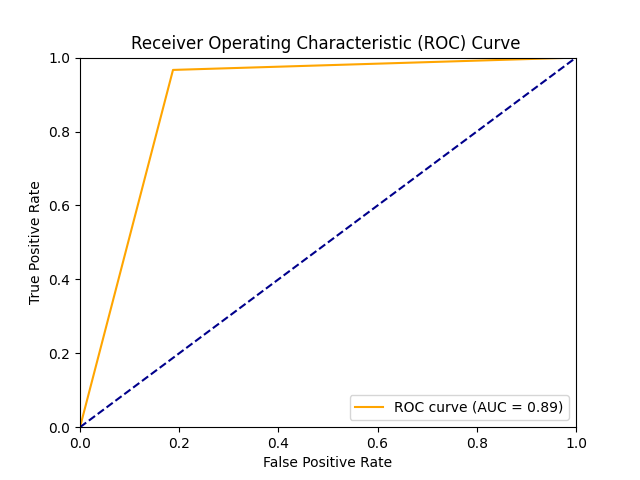 Receiver Operating Characteristic (ROC) Curve
1.0
0.8
0.6
0.4
0.2
0.0
True Positive Rate
ROC curve (AUC = 0.89)
0.0 0.2 0.4 0.6 0.8 1.0
False Positive Rate